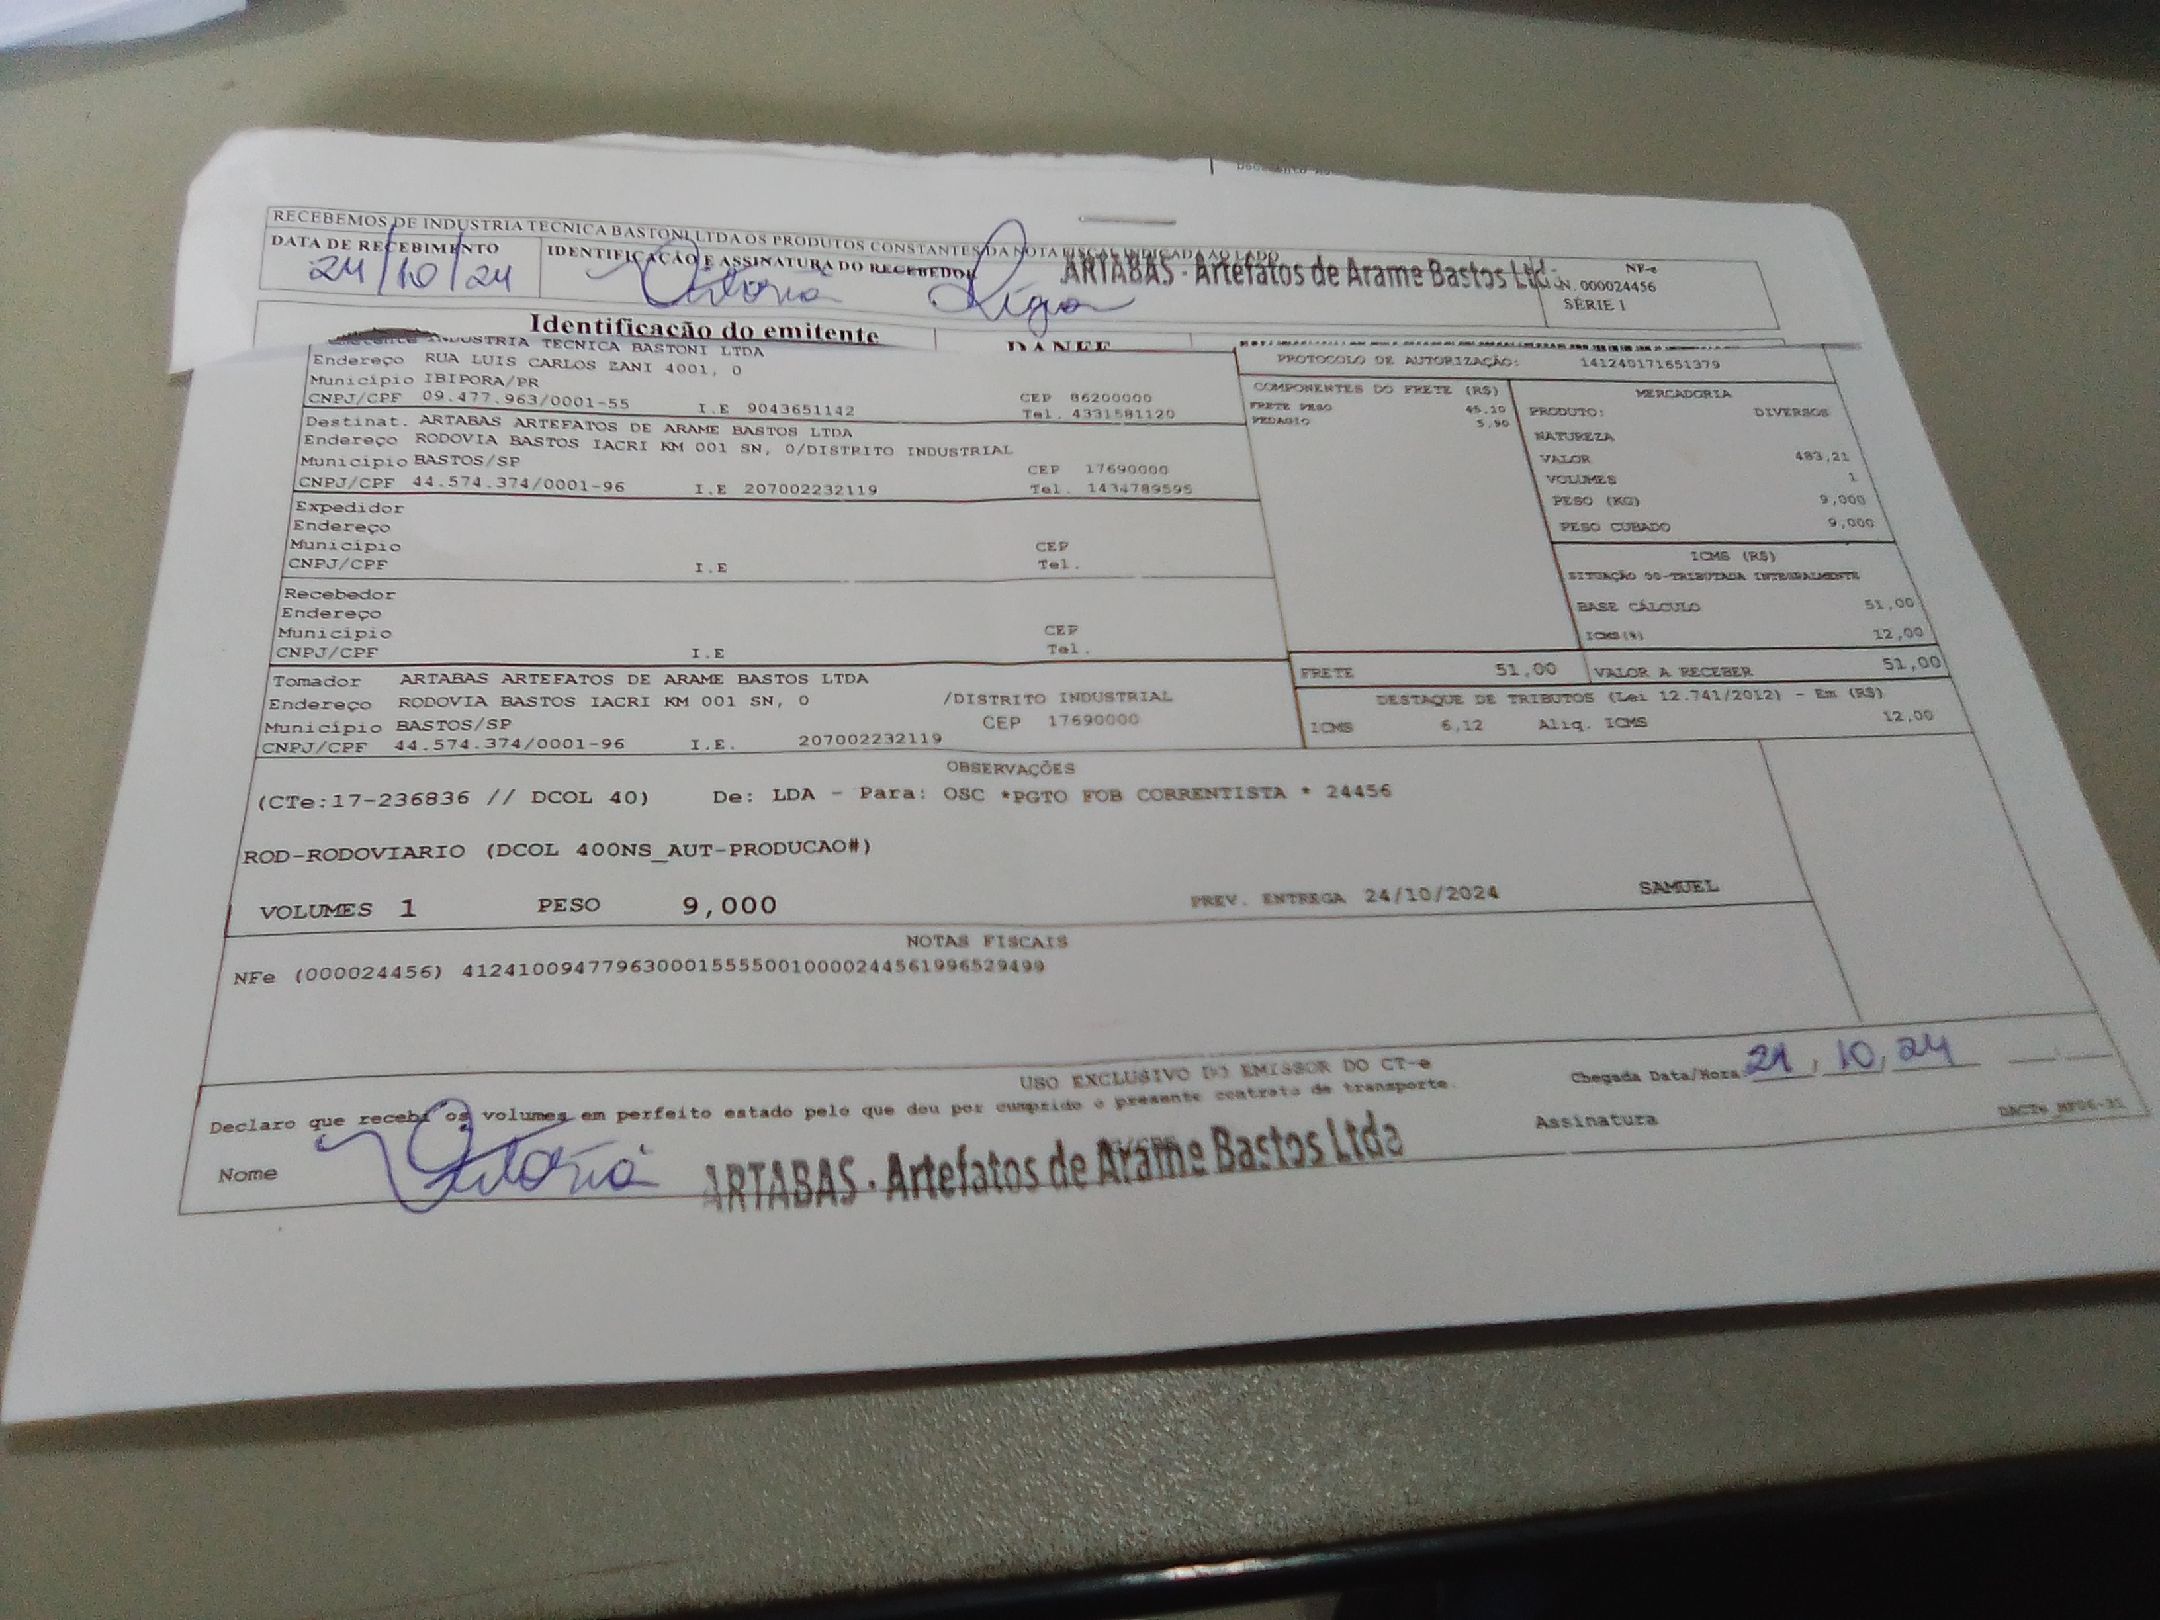 RECEBEMOS DE INDUSTRIA TECNICA BASTONI LTDA OS PRODUTOS CONSTANTES DA NOTA FISCAL INDICADA AO LADO
DATA DE RECEBIMENTO IDENTIFICAÇÃO E ASSINATURA DO RECEBEDOR
24/10/24 Vitória
ARTABAS - Artefatos de Arame Bastos Ltda
NF-e
N. 000024456
SÉRIE 1
Identificação do emitente DANFE
INDUSTRIA TECNICA BASTONI LTDA
Endereço RUA LUIS CARLOS ZANI 4001, 0
Município IBIPORA/PR CEP 86200000
CNPJ/CPF 09.477.963/0001-55 I.E 9043651142 Tel. 4331581120
Destinat. ARTABAS ARTEFATOS DE ARAME BASTOS LTDA
Endereço RODOVIA BASTOS IACRI KM 001 SN, 0/DISTRITO INDUSTRIAL
Município BASTOS/SP CEP 17690000
CNPJ/CPF 44.574.374/0001-96 I.E 207002232119 Tel. 1434789595
Expedidor
Endereço
Município CEP
CNPJ/CPF I.E Tel.
Recebedor
Endereço
Município CEP
CNPJ/CPF I.E Tel.
Tomador ARTABAS ARTEFATOS DE ARAME BASTOS LTDA
Endereço RODOVIA BASTOS IACRI KM 001 SN, 0 /DISTRITO INDUSTRIAL
Município BASTOS/SP CEP 17690000
CNPJ/CPF 44.574.374/0001-96 I.E. 207002232119
PROTOCOLO DE AUTORIZAÇÃO: 141240171651379
COMPONENTES DO FRETE (R$)
FRETE PESO 45,10
PEDAGIO 5,90
MERCADORIA
PRODUTO: DIVERSOS
NATUREZA
VALOR 483,21
VOLUMES 1
PESO (KG) 9,000
PESO CUBADO 9,000
ICMS (R$)
SITUAÇÃO 00-TRIBUTADA INTEGRALMENTE
BASE CÁLCULO 51,00
ICMS(%) 12,00
FRETE 51,00 VALOR A RECEBER 51,00
DESTAQUE DE TRIBUTOS (Lei 12.741/2012) - Em (R$)
ICMS 6,12 Aliq. ICMS 12,00
OBSERVAÇÕES
(CTe:17-236836 // DCOL 40) De: LDA - Para: OSC *PGTO FOB CORRENTISTA * 24456
ROD-RODOVIARIO (DCOL 400NS_AUT-PRODUCAO#)
VOLUMES 1 PESO 9,000 PREV. ENTREGA 24/10/2024 SAMUEL
NOTAS FISCAIS
NFe (000024456) 41241009477963000155550010000244561996529499
USO EXCLUSIVO DO EMISSOR DO CT-e
Declaro que recebi os volumes em perfeito estado pelo que dou por cumprido o presente contrato de transporte.
Chegada Data/Hora 24, 10, 24
Nome Vitória
ARTABAS - Artefatos de Arame Bastos Ltda
Assinatura